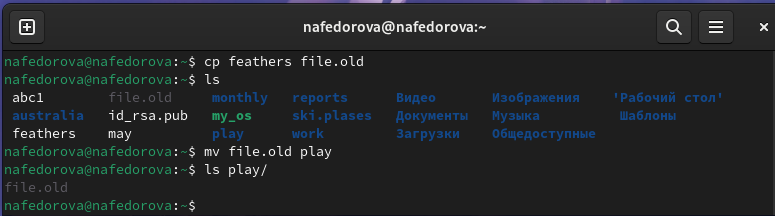 nafedorova@nafedorova:~
nafedorova@nafedorova:~$ cp feathers file.old
nafedorova@nafedorova:~$ ls
abc1 file.old monthly reports Видео Изображения 'Рабочий стол'
australia id_rsa.pub my_os ski.plases Документы Музыка Шаблоны
feathers may play work Загрузки Общедоступные
nafedorova@nafedorova:~$ mv file.old play
nafedorova@nafedorova:~$ ls play/
file.old
nafedorova@nafedorova:~$